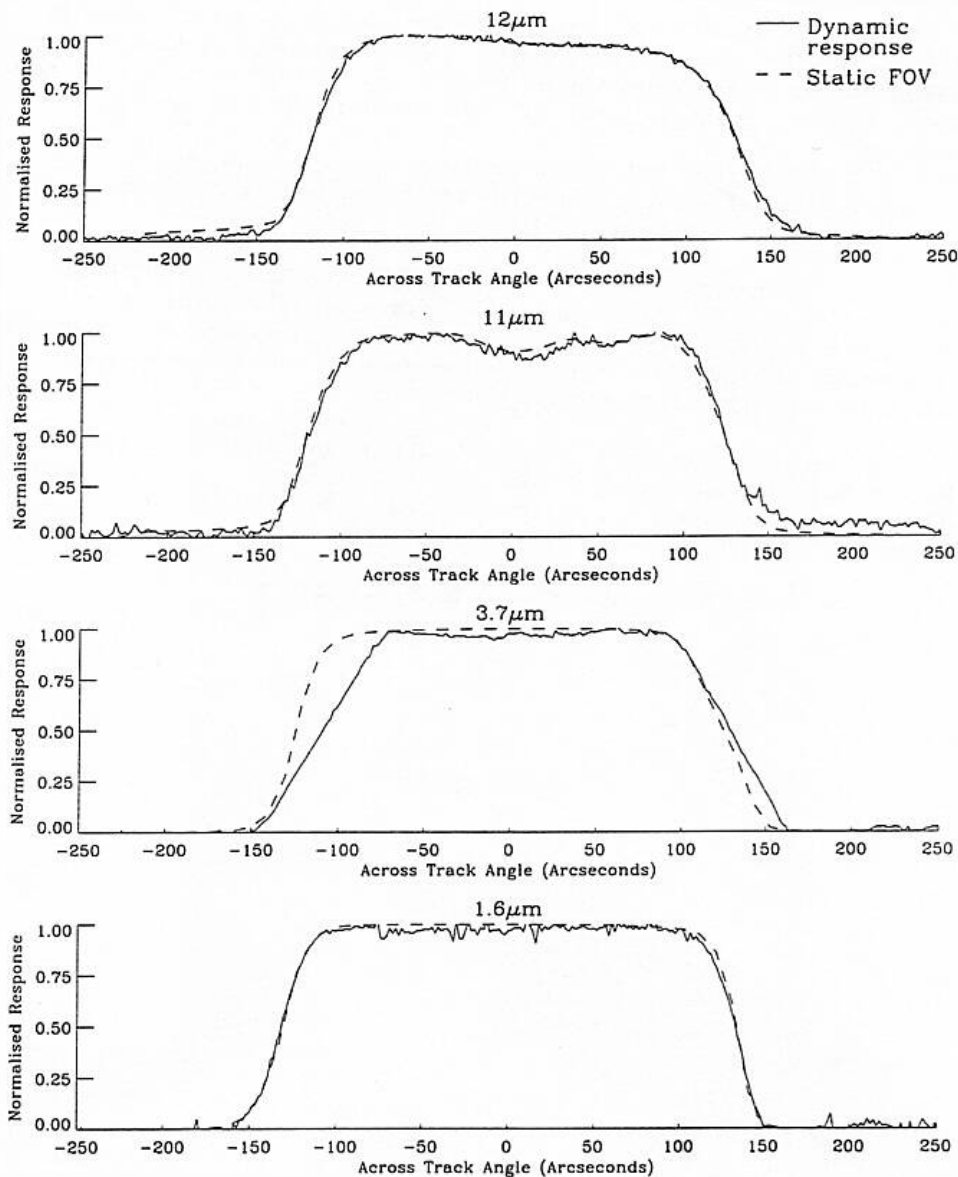 12μm
Dynamic
response
Static FOV
Normalised Response
1.00
0.75
0.50
0.25
0.00
-250 -200 -150 -100 -50 0 50 100 150 200 250
Across Track Angle (Arcseconds)
11μm
Normalised Response
1.00
0.75
0.50
0.25
0.00
-250 -200 -150 -100 -50 0 50 100 150 200 250
Across Track Angle (Arcseconds)
3.7μm
Normalised Response
1.00
0.75
0.50
0.25
0.00
-250 -200 -150 -100 -50 0 50 100 150 200 250
Across Track Angle (Arcseconds)
1.6μm
Normalised Response
1.00
0.75
0.50
0.25
0.00
-250 -200 -150 -100 -50 0 50 100 150 200 250
Across Track Angle (Arcseconds)